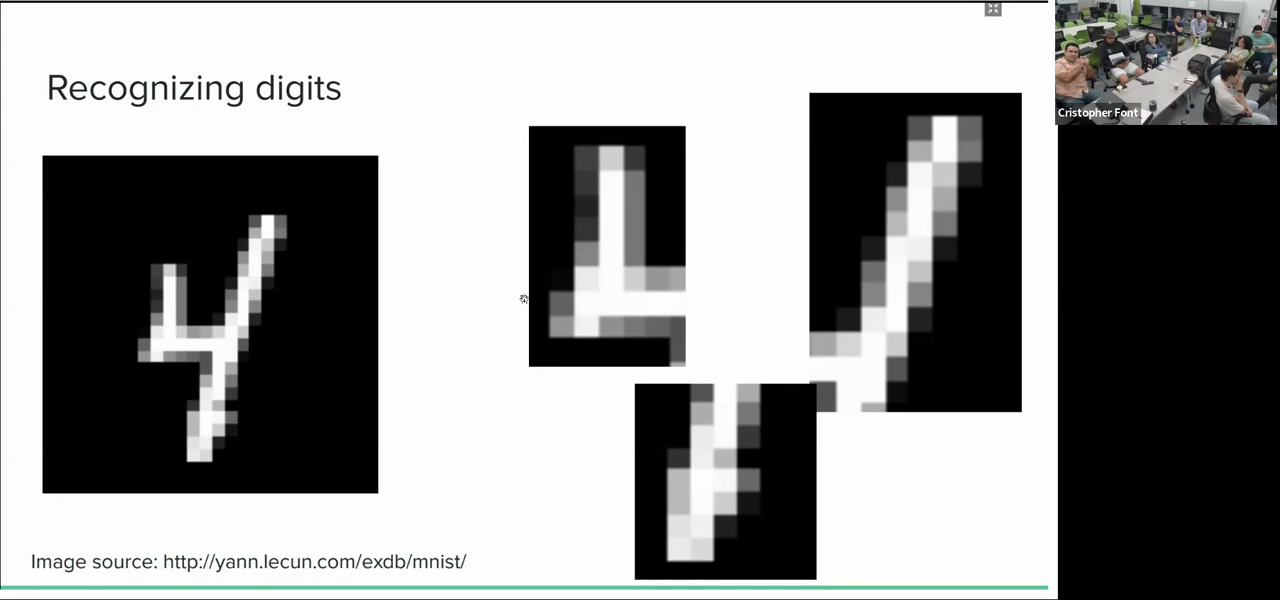 Recognizing digits
Cristopher Font
Image source: http://yann.lecun.com/exdb/mnist/